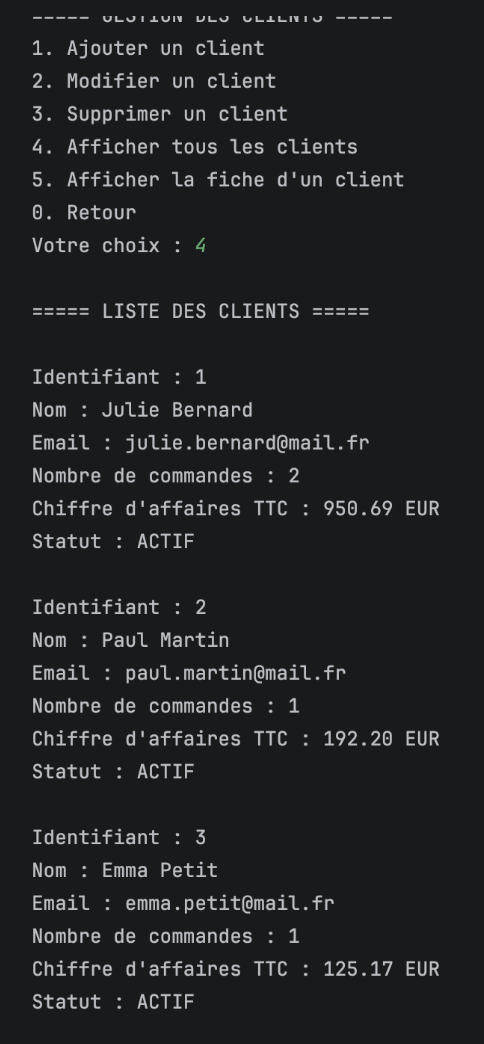 ===== GESTION DES CLIENTS =====
1. Ajouter un client
2. Modifier un client
3. Supprimer un client
4. Afficher tous les clients
5. Afficher la fiche d'un client
0. Retour
Votre choix : 4
===== LISTE DES CLIENTS =====
Identifiant : 1
Nom : Julie Bernard
Email : julie.bernard@mail.fr
Nombre de commandes : 2
Chiffre d'affaires TTC : 950.69 EUR
Statut : ACTIF
Identifiant : 2
Nom : Paul Martin
Email : paul.martin@mail.fr
Nombre de commandes : 1
Chiffre d'affaires TTC : 192.20 EUR
Statut : ACTIF
Identifiant : 3
Nom : Emma Petit
Email : emma.petit@mail.fr
Nombre de commandes : 1
Chiffre d'affaires TTC : 125.17 EUR
Statut : ACTIF